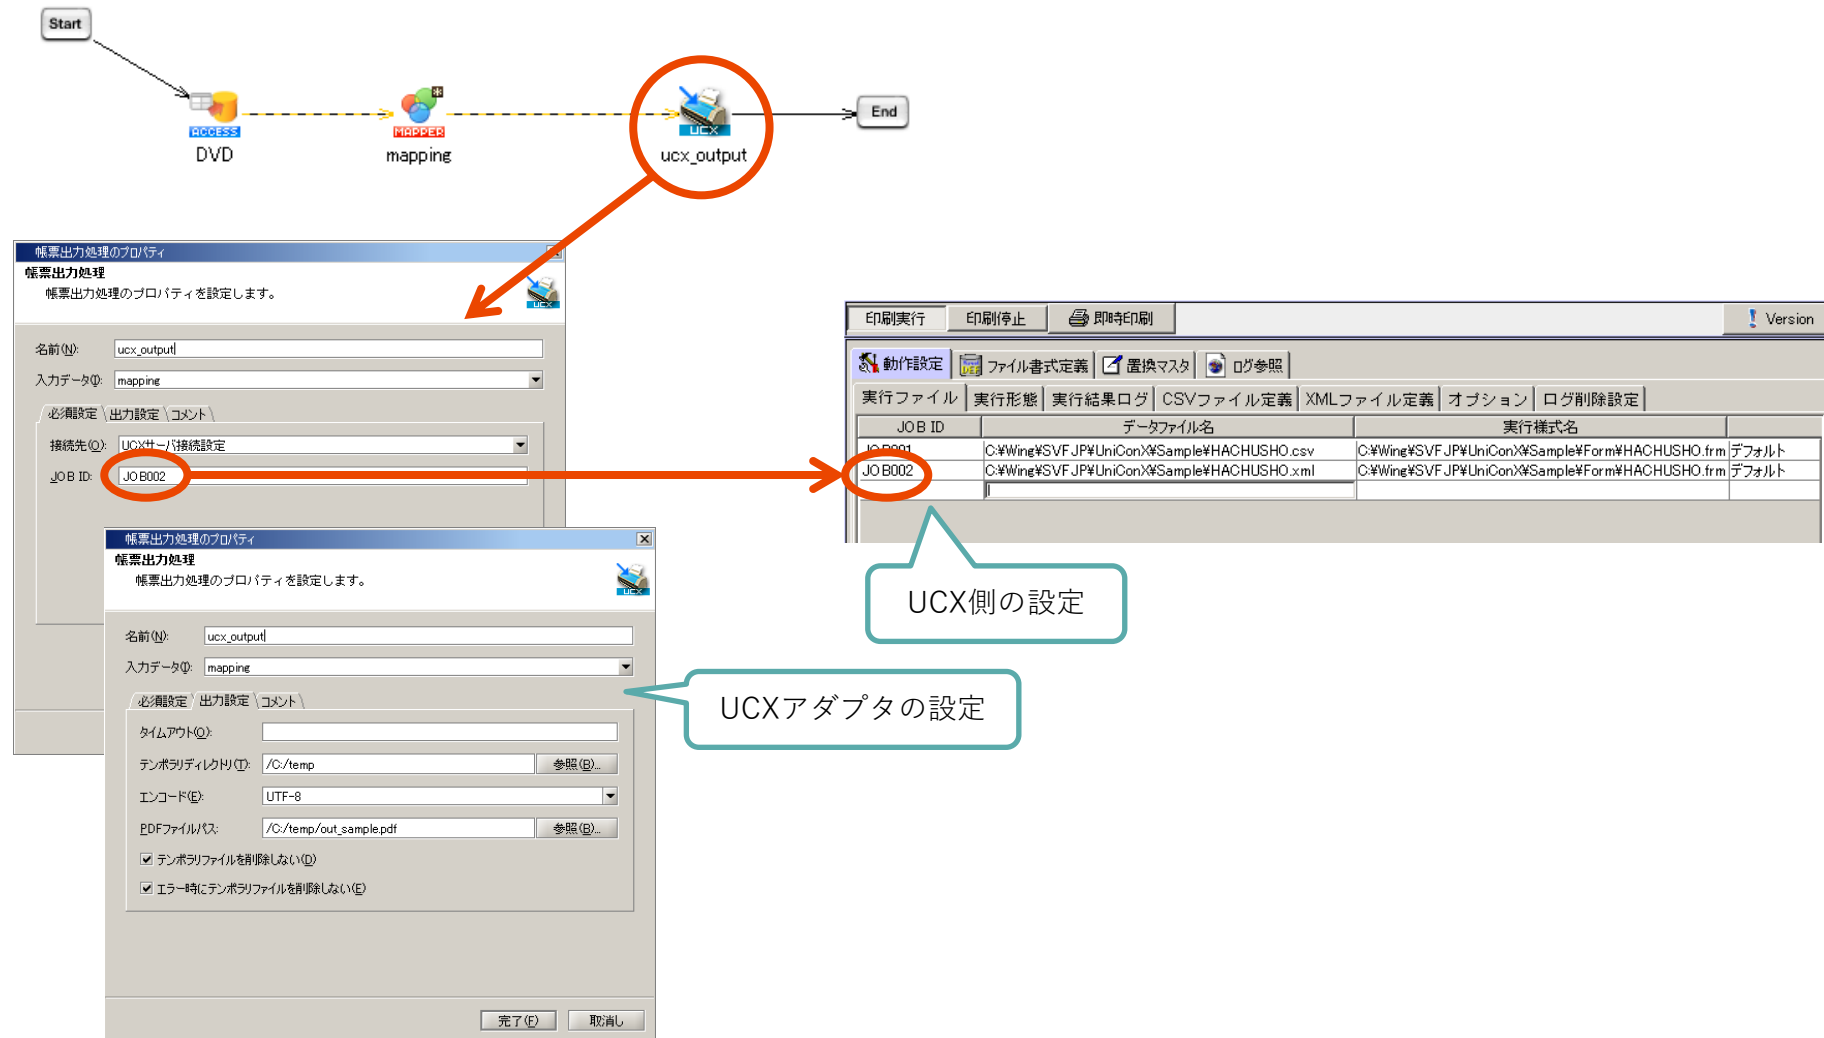 Start
ACCESS
DVD
MAPPER
mapping
UCX
ucx_output
End
帳票出力処理のプロパティ
帳票出力処理
帳票出力処理のプロパティを設定します。
UCX
名前(N):
ucx_output
入力データ(I):
mapping
必須設定
出力設定
コメント
接続先(O):
UCXサーバ接続設定
JOB ID:
JOB002
印刷実行
印刷停止
即時印刷
Version
動作設定
ファイル書式定義
置換マスタ
ログ参照
実行ファイル
実行形態
実行結果ログ
CSVファイル定義
XMLファイル定義
オプション
ログ削除設定
JOB ID
データファイル名
実行様式名
JOB001
C:¥Wing¥SVFJP¥UniConX¥Sample¥HACHUSHO.csv
C:¥Wing¥SVFJP¥UniConX¥Sample¥Form¥HACHUSHO.frm
デフォルト
JOB002
C:¥Wing¥SVFJP¥UniConX¥Sample¥HACHUSHO.xml
C:¥Wing¥SVFJP¥UniConX¥Sample¥Form¥HACHUSHO.frm
デフォルト
UCX側の設定
帳票出力処理のプロパティ
帳票出力処理
帳票出力処理のプロパティを設定します。
UCX
名前(N):
ucx_output
入力データ(I):
mapping
必須設定
出力設定
コメント
UCXアダプタの設定
タイムアウト(O):
テンポラリディレクトリ(T):
/C:/temp
参照(B)...
エンコード(E):
UTF-8
PDFファイルパス:
/C:/temp/out_sample.pdf
参照(B)...
テンポラリファイルを削除しない(D)
エラー時にテンポラリファイルを削除しない(E)
完了(F)
取消し